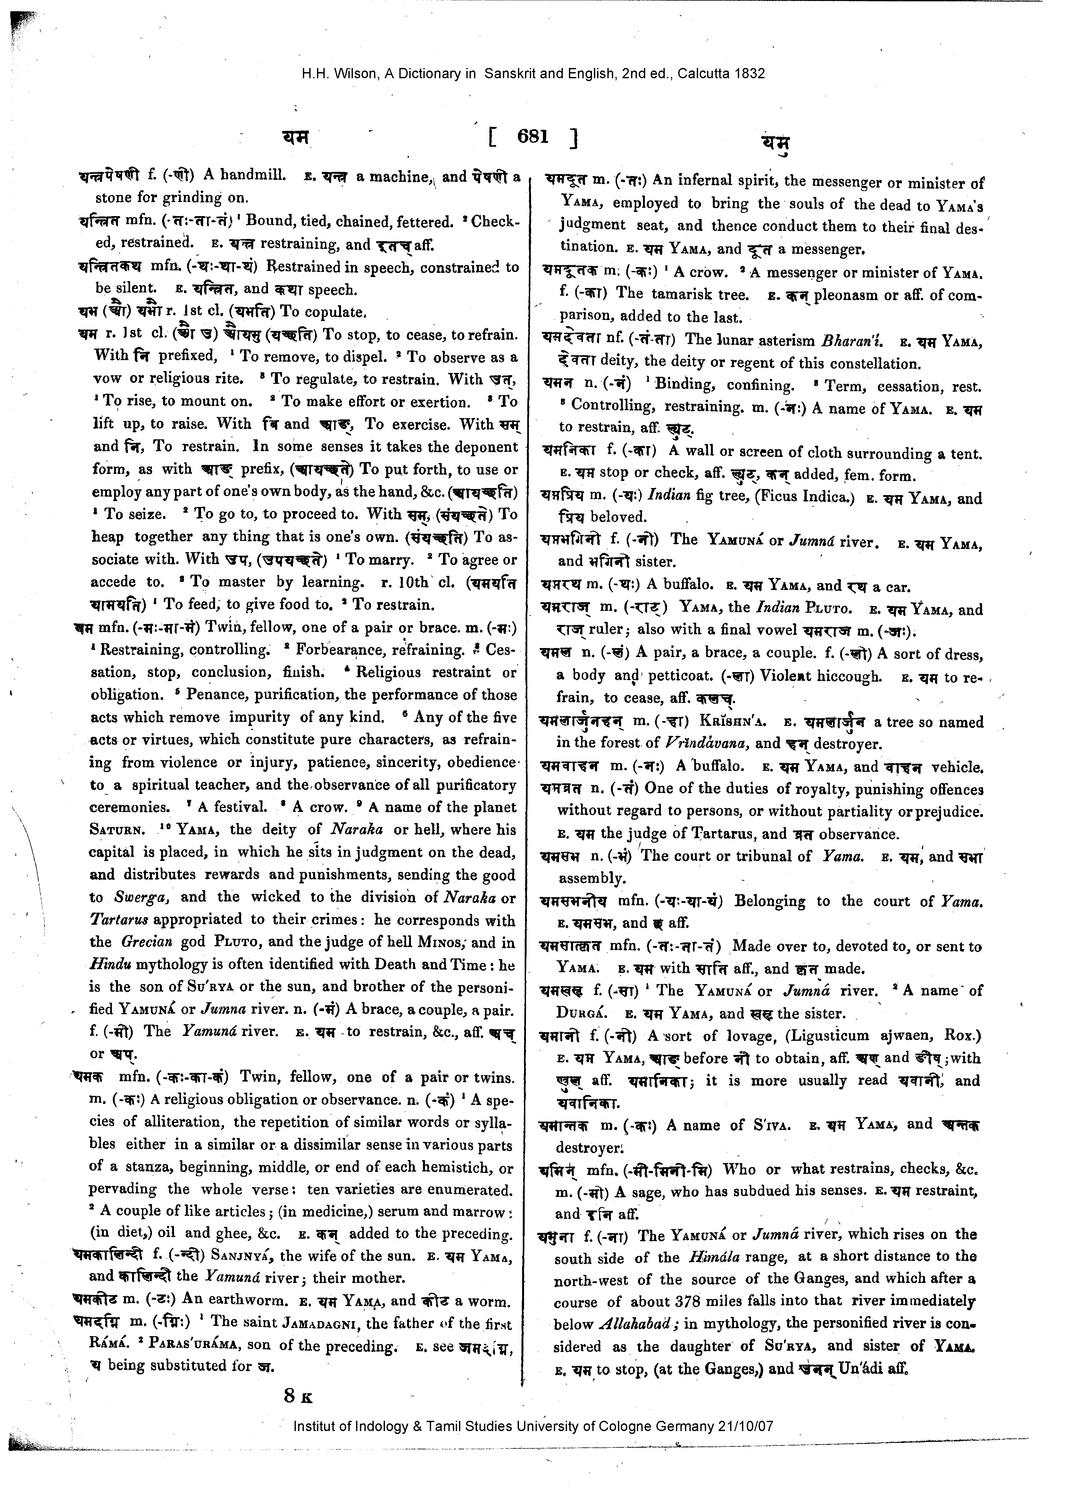 H.H. Wilson, A Dictionary in Sanskrit and English, 2nd ed., Calcutta 1832
यम
[ 681 ]
यमु
यन्त्रपेषणी f. (-णी) A handmill. E. यन्त्र a machine, and पेषणी a
stone for grinding on.
यन्त्रित mfn. (-तः-ता-तं) ¹ Bound, tied, chained, fettered. ² Check-
ed, restrained. E. यन्त्र restraining, and इतच् aff.
यन्त्रितकथ mfn. (-थः-था-थं) Restrained in speech, constrained to
be silent. E. यन्त्रित, and कथा speech.
यभ (औ) यभौ r. 1st cl. (यभति) To copulate.
यम r. 1st cl. (औ उ) औयमु (यच्छति) To stop, to cease, to refrain.
With नि prefixed, ¹ To remove, to dispel. ² To observe as a
vow or religious rite. ³ To regulate, to restrain. With उत्,
¹ To rise, to mount on. ² To make effort or exertion. ³ To
lift up, to raise. With वि and आङ्, To exercise. With सम्
and नि, To restrain. In some senses it takes the deponent
form, as with आङ् prefix, (आयच्छते) To put forth, to use or
employ any part of one's own body, as the hand, &c. (आयच्छति)
¹ To seize. ² To go to, to proceed to. With सम्, (संयच्छते) To
heap together any thing that is one's own. (संयच्छति) To as-
sociate with. With उप, (उपयच्छते) ¹ To marry. ² To agree or
accede to. ³ To master by learning. r. 10th cl. (यमयति
यामयति) ¹ To feed, to give food to. ² To restrain.
यम mfn. (-मः-मा-मं) Twin, fellow, one of a pair or brace. m. (-मः)
¹ Restraining, controlling. ² Forbearance, refraining. ³ Ces-
sation, stop, conclusion, finish. ⁴ Religious restraint or
obligation. ⁵ Penance, purification, the performance of those
acts which remove impurity of any kind. ⁶ Any of the five
acts or virtues, which constitute pure characters, as refrain-
ing from violence or injury, patience, sincerity, obedience
to a spiritual teacher, and the observance of all purificatory
ceremonies. ⁷ A festival. ⁸ A crow. ⁹ A name of the planet
SATURN. ¹⁰ YAMA, the deity of Naraka or hell, where his
capital is placed, in which he sits in judgment on the dead,
and distributes rewards and punishments, sending the good
to Swerga, and the wicked to the division of Naraka or
Tartarus appropriated to their crimes: he corresponds with
the Grecian god PLUTO, and the judge of hell MINOS, and in
Hindu mythology is often identified with Death and Time: he
is the son of SU'RYA or the sun, and brother of the personi-
fied YAMUNÁ or Jumna river. n. (-मं) A brace, a couple, a pair.
f. (-मी) The Yamuná river. E. यम to restrain, &c., aff. अच्
or अप्.
यमक mfn. (-कः-का-कं) Twin, fellow, one of a pair or twins.
m. (-कः) A religious obligation or observance. n. (-कं) ¹ A spe-
cies of alliteration, the repetition of similar words or sylla-
bles either in a similar or a dissimilar sense in various parts
of a stanza, beginning, middle, or end of each hemistich, or
pervading the whole verse: ten varieties are enumerated.
² A couple of like articles; (in medicine,) serum and marrow:
(in diet,) oil and ghee, &c. E. कन् added to the preceding.
यमकालिन्दी f. (-न्दी) SANJNYÁ, the wife of the sun. E. यम YAMA,
and कालिन्दी the Yamuná river; their mother.
यमकीट m. (-टः) An earthworm. E. यम YAMA, and कीट a worm.
यमदग्नि m. (-ग्निः) ¹ The saint JAMADAGNI, the father of the first
RÁMÁ. ² PARAS'URÁMA, son of the preceding. E. see जमदग्नि,
य being substituted for ज.
8 K
यमदूत m. (-तः) An infernal spirit, the messenger or minister of
YAMA, employed to bring the souls of the dead to YAMA'S
judgment seat, and thence conduct them to their final des-
tination. E. यम YAMA, and दूत a messenger.
यमदूतक m. (-कः) ¹ A crow. ² A messenger or minister of YAMA.
f. (-का) The tamarisk tree. E. कन् pleonasm or aff. of com-
parison, added to the last.
यमदेवता nf. (-तं-ता) The lunar asterism Bharan'í. E. यम YAMA,
देवता deity, the deity or regent of this constellation.
यमन n. (-नं) ¹ Binding, confining. ² Term, cessation, rest.
³ Controlling, restraining. m. (-नः) A name of YAMA. E. यम
to restrain, aff. ल्युट्.
यमनिका f. (-का) A wall or screen of cloth surrounding a tent.
E. यम stop or check, aff. ल्युट्, कन् added, fem. form.
यमप्रिय m. (-यः) Indian fig tree, (Ficus Indica.) E. यम YAMA, and
प्रिय beloved.
यमभगिनी f. (-नी) The YAMUNÁ or Jumná river. E. यम YAMA,
and भगिनी sister.
यमरथ m. (-थः) A buffalo. E. यम YAMA, and रथ a car.
यमराज् m. (-राट्) YAMA, the Indian PLUTO. E. यम YAMA, and
राज् ruler; also with a final vowel यमराज m. (-जः).
यमल n. (-लं) A pair, a brace, a couple. f. (-ली) A sort of dress,
a body and petticoat. (-ला) Violent hiccough. E. यम to re-
frain, to cease, aff. कलच्.
यमलार्ज्जुनहन् m. (-हा) KRĬSHN'A. E. यमलार्ज्जुन a tree so named
in the forest of Vrĭndávana, and हन् destroyer.
यमवाहन m. (-नः) A buffalo. E. यम YAMA, and वाहन vehicle.
यमव्रत n. (-तं) One of the duties of royalty, punishing offences
without regard to persons, or without partiality or prejudice.
E. यम the judge of Tartarus, and व्रत observance.
यमसभ n. (-भं) The court or tribunal of Yama. E. यम, and सभा
assembly.
यमसभनीय mfn. (-यः-या-यं) Belonging to the court of Yama.
E. यमसभ, and छ aff.
यमसात्कृत mfn. (-तः-ता-तं) Made over to, devoted to, or sent to
YAMA. E. यम with साति aff., and कृत made.
यमस्वसृ f. (-सा) ¹ The YAMUNÁ or Jumná river. ² A name of
DURGÁ. E. यम YAMA, and स्वसृ the sister.
यमानी f. (-नी) A sort of lovage, (Ligusticum ajwaen, Rox.)
E. यम YAMA, आङ् before नी to obtain, aff. अण् and ङीष्; with
aff. यमानिका; it is more usually read यवानी, and
यवानिका.
यमान्तक m. (-कः) A name of S'IVA. E. यम YAMA, and अन्तक
destroyer.
यमिन् mfn. (-मी-मिनी-मि) Who or what restrains, checks, &c.
m. (-मी) A sage, who has subdued his senses. E. यम restraint,
and इनि aff.
यमुना f. (-ना) The YAMUNÁ or Jumná river, which rises on the
south side of the Himála range, at a short distance to the
north-west of the source of the Ganges, and which after a
course of about 378 miles falls into that river immediately
below Allahabad; in mythology, the personified river is con-
sidered as the daughter of SU'RYA, and sister of YAMA.
E. यम to stop, (at the Ganges,) and उनन् Un'ádi aff.
Institut of Indology & Tamil Studies University of Cologne Germany 21/10/07